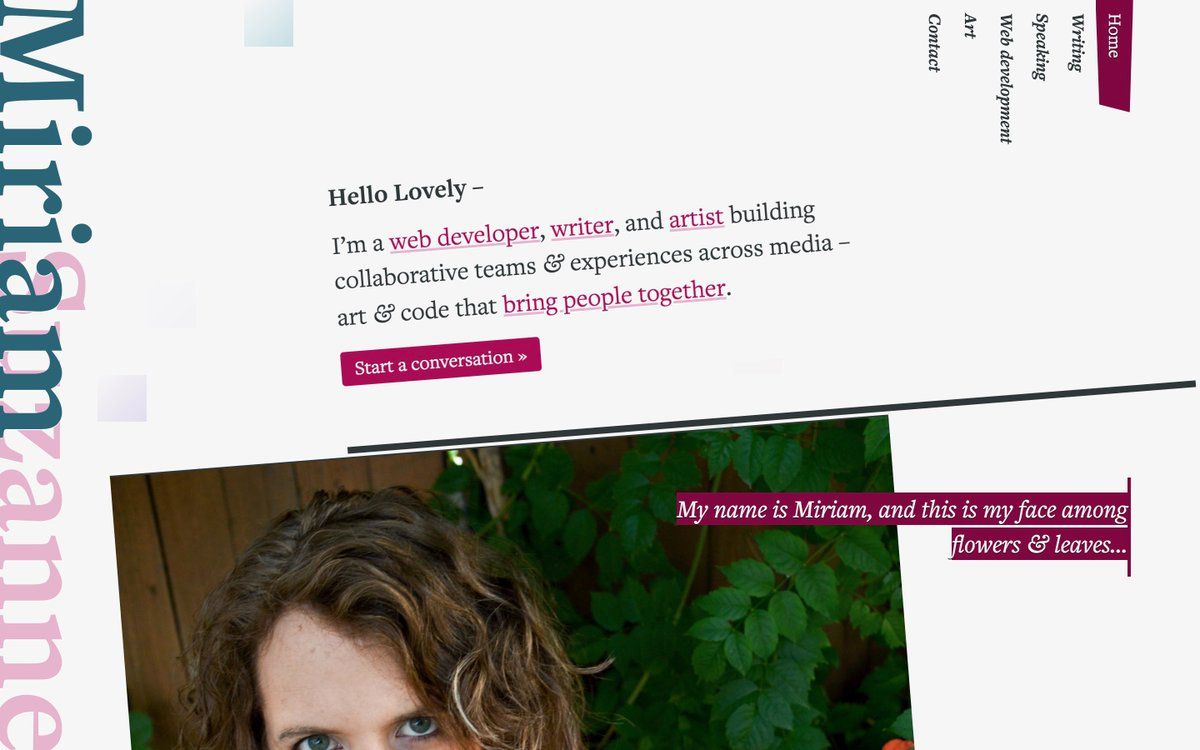 Miriam
Suzanne
Home
Writing
Speaking
Web development
Art
Contact
Hello Lovely –
I’m a web developer, writer, and artist building
collaborative teams & experiences across media –
art & code that bring people together.
Start a conversation »
My name is Miriam, and this is my face among
flowers & leaves…